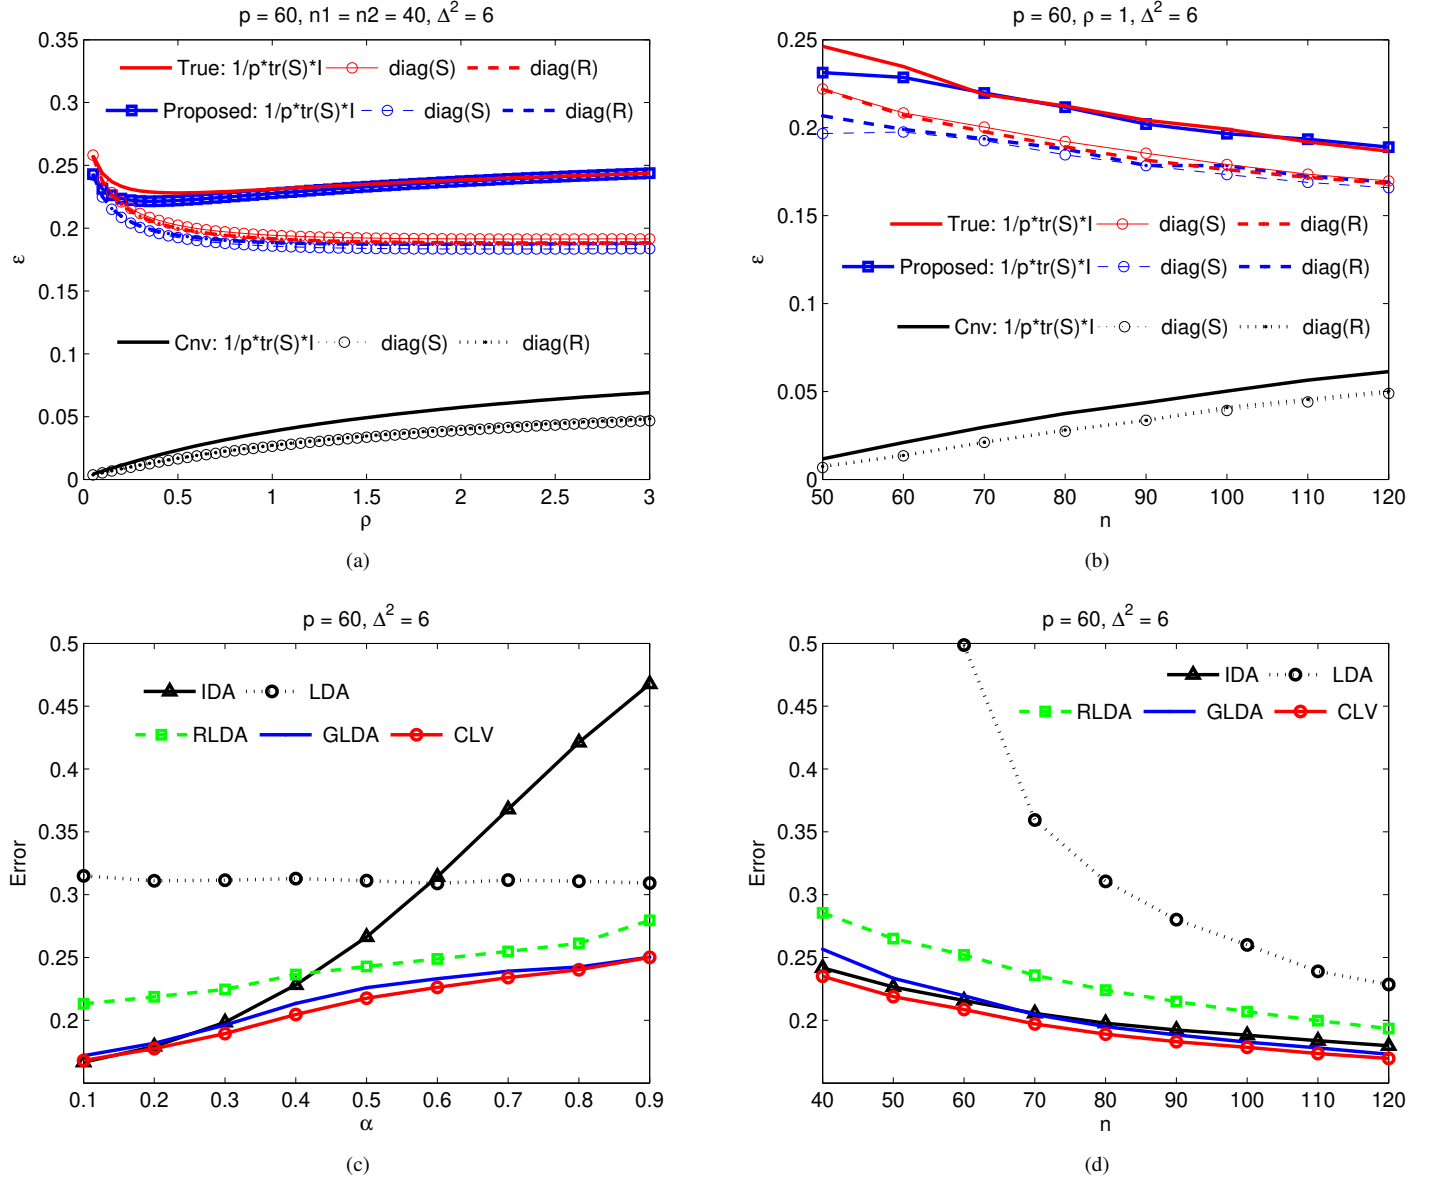 p = 60, n1 = n2 = 40, Δ² = 6
0.35
0.3
0.25
0.2
0.15
0.1
0.05
0
ε
True: 1/p*tr(S)*I diag(S) diag(R)
Proposed: 1/p*tr(S)*I diag(S) diag(R)
Cnv: 1/p*tr(S)*I diag(S) diag(R)
0 0.5 1 1.5 2 2.5 3
ρ
(a)
p = 60, ρ = 1, Δ² = 6
0.25
0.2
0.15
0.1
0.05
0
ε
True: 1/p*tr(S)*I diag(S) diag(R)
Proposed: 1/p*tr(S)*I diag(S) diag(R)
Cnv: 1/p*tr(S)*I diag(S) diag(R)
50 60 70 80 90 100 110 120
n
(b)
p = 60, Δ² = 6
0.5
0.45
0.4
0.35
0.3
0.25
0.2
Error
IDA LDA
RLDA GLDA CLV
0.1 0.2 0.3 0.4 0.5 0.6 0.7 0.8 0.9
α
(c)
p = 60, Δ² = 6
0.5
0.45
0.4
0.35
0.3
0.25
0.2
Error
IDA LDA
RLDA GLDA CLV
40 50 60 70 80 90 100 110 120
n
(d)